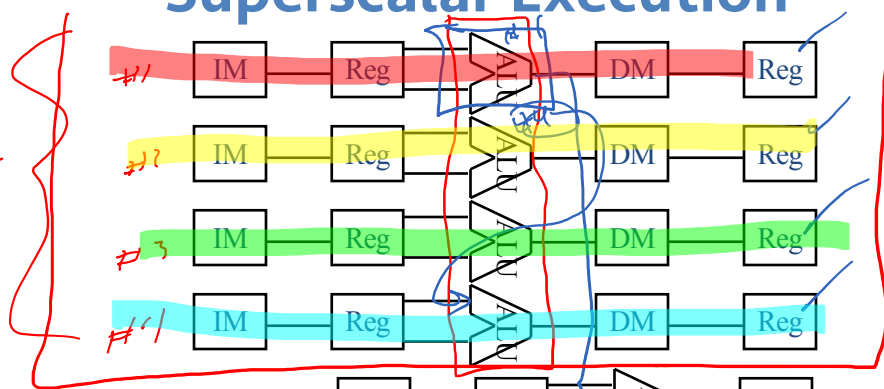 Superscalar Execution
#1 IM Reg ALU DM Reg
#2 IM Reg ALU DM Reg
#3 IM Reg ALU DM Reg
IM Reg ALU DM Reg